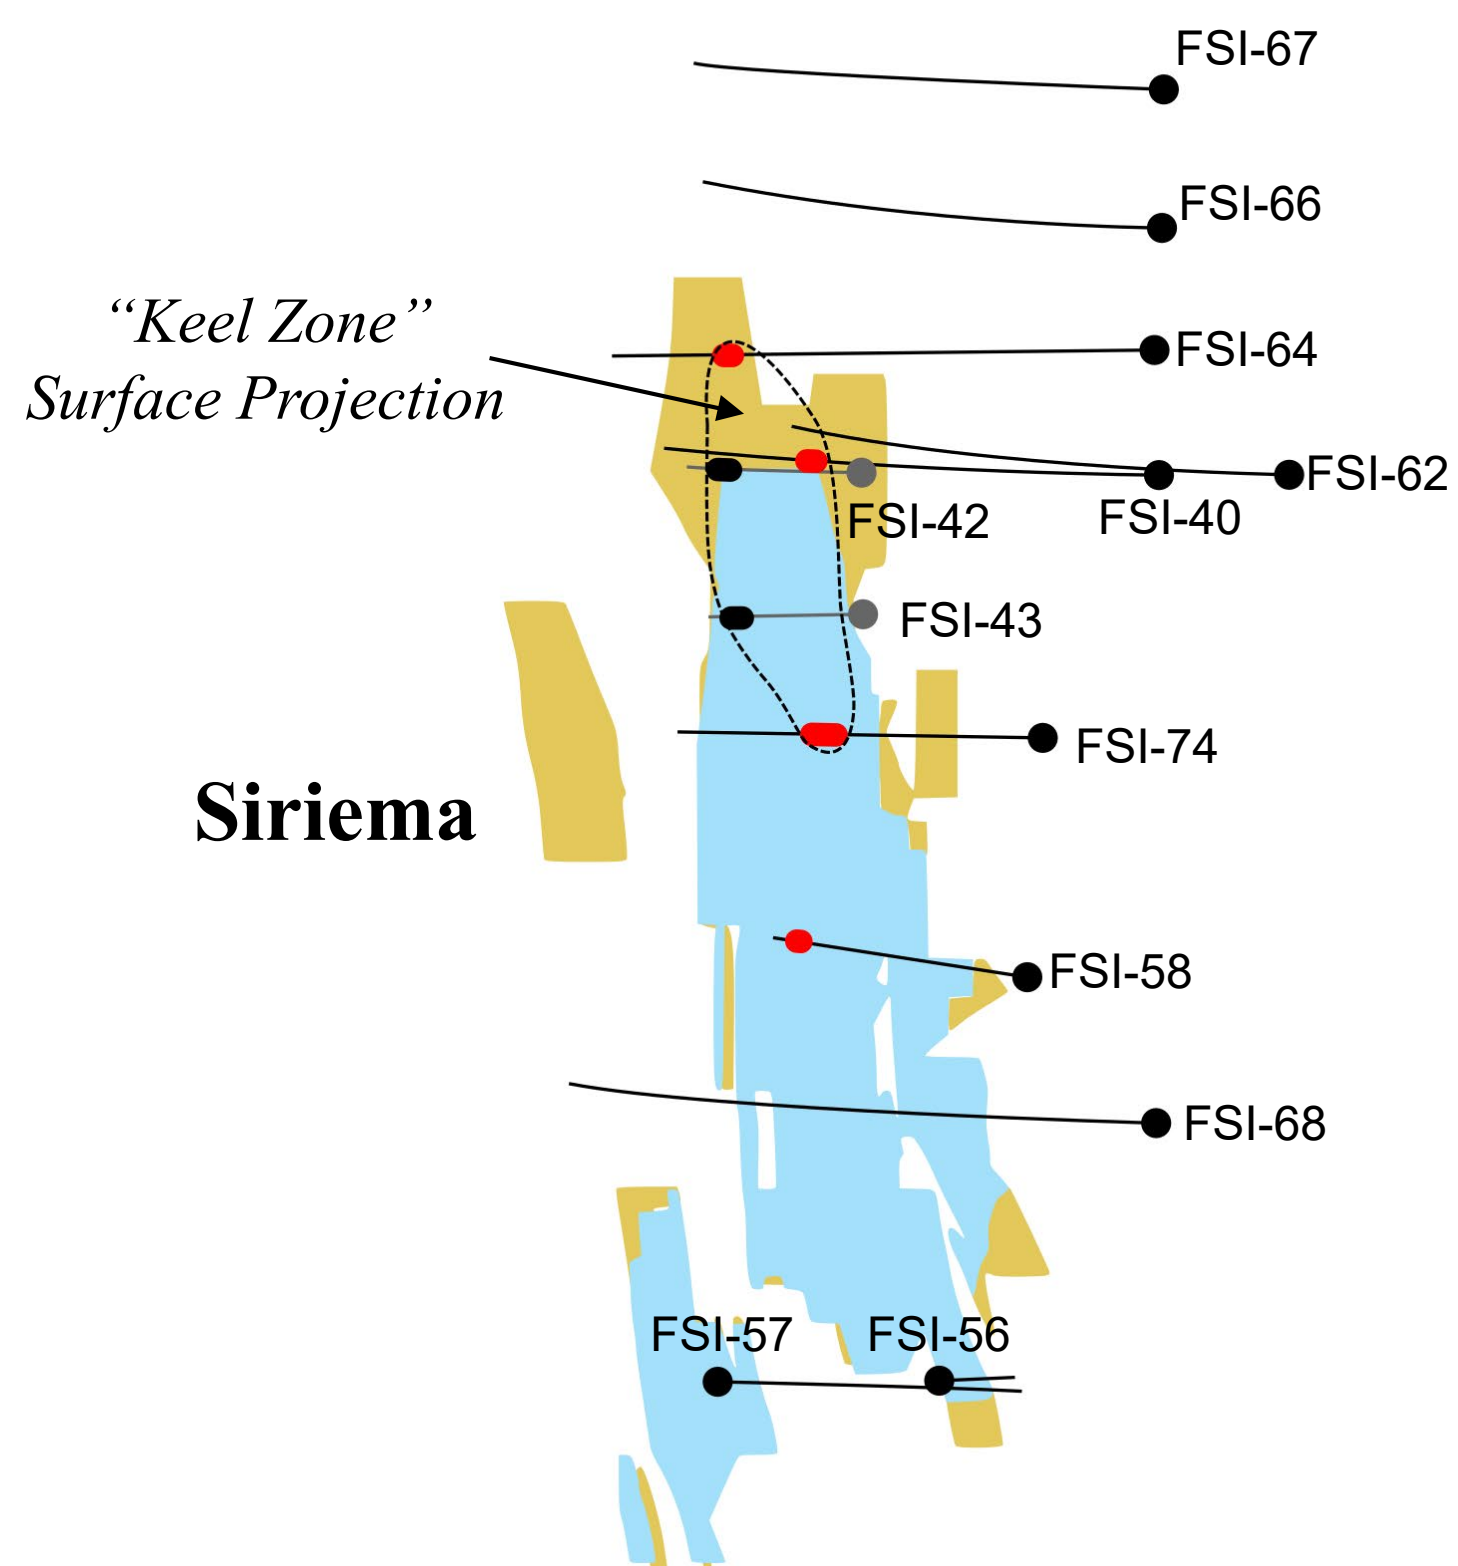 FSI-67
FSI-66
“Keel Zone”
Surface Projection
FSI-64
FSI-62
FSI-42
FSI-40
FSI-43
FSI-74
Siriema
FSI-58
FSI-68
FSI-57
FSI-56